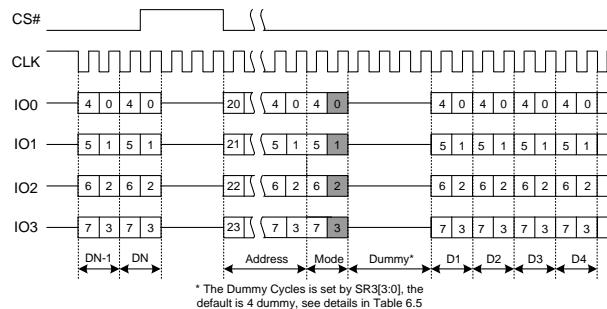 CS#
CLK
IO0 4 0 4 0 20 4 0 4 0 4 0 4 0 4 0 4 0
IO1 5 1 5 1 21 5 1 5 1 5 1 5 1 5 1 5 1
IO2 6 2 6 2 22 6 2 6 2 6 2 6 2 6 2 6 2
IO3 7 3 7 3 23 7 3 7 3 7 3 7 3 7 3 7 3
DN-1 DN Address Mode Dummy* D1 D2 D3 D4
* The Dummy Cycles is set by SR3[3:0], the
default is 4 dummy, see details in Table 6.5